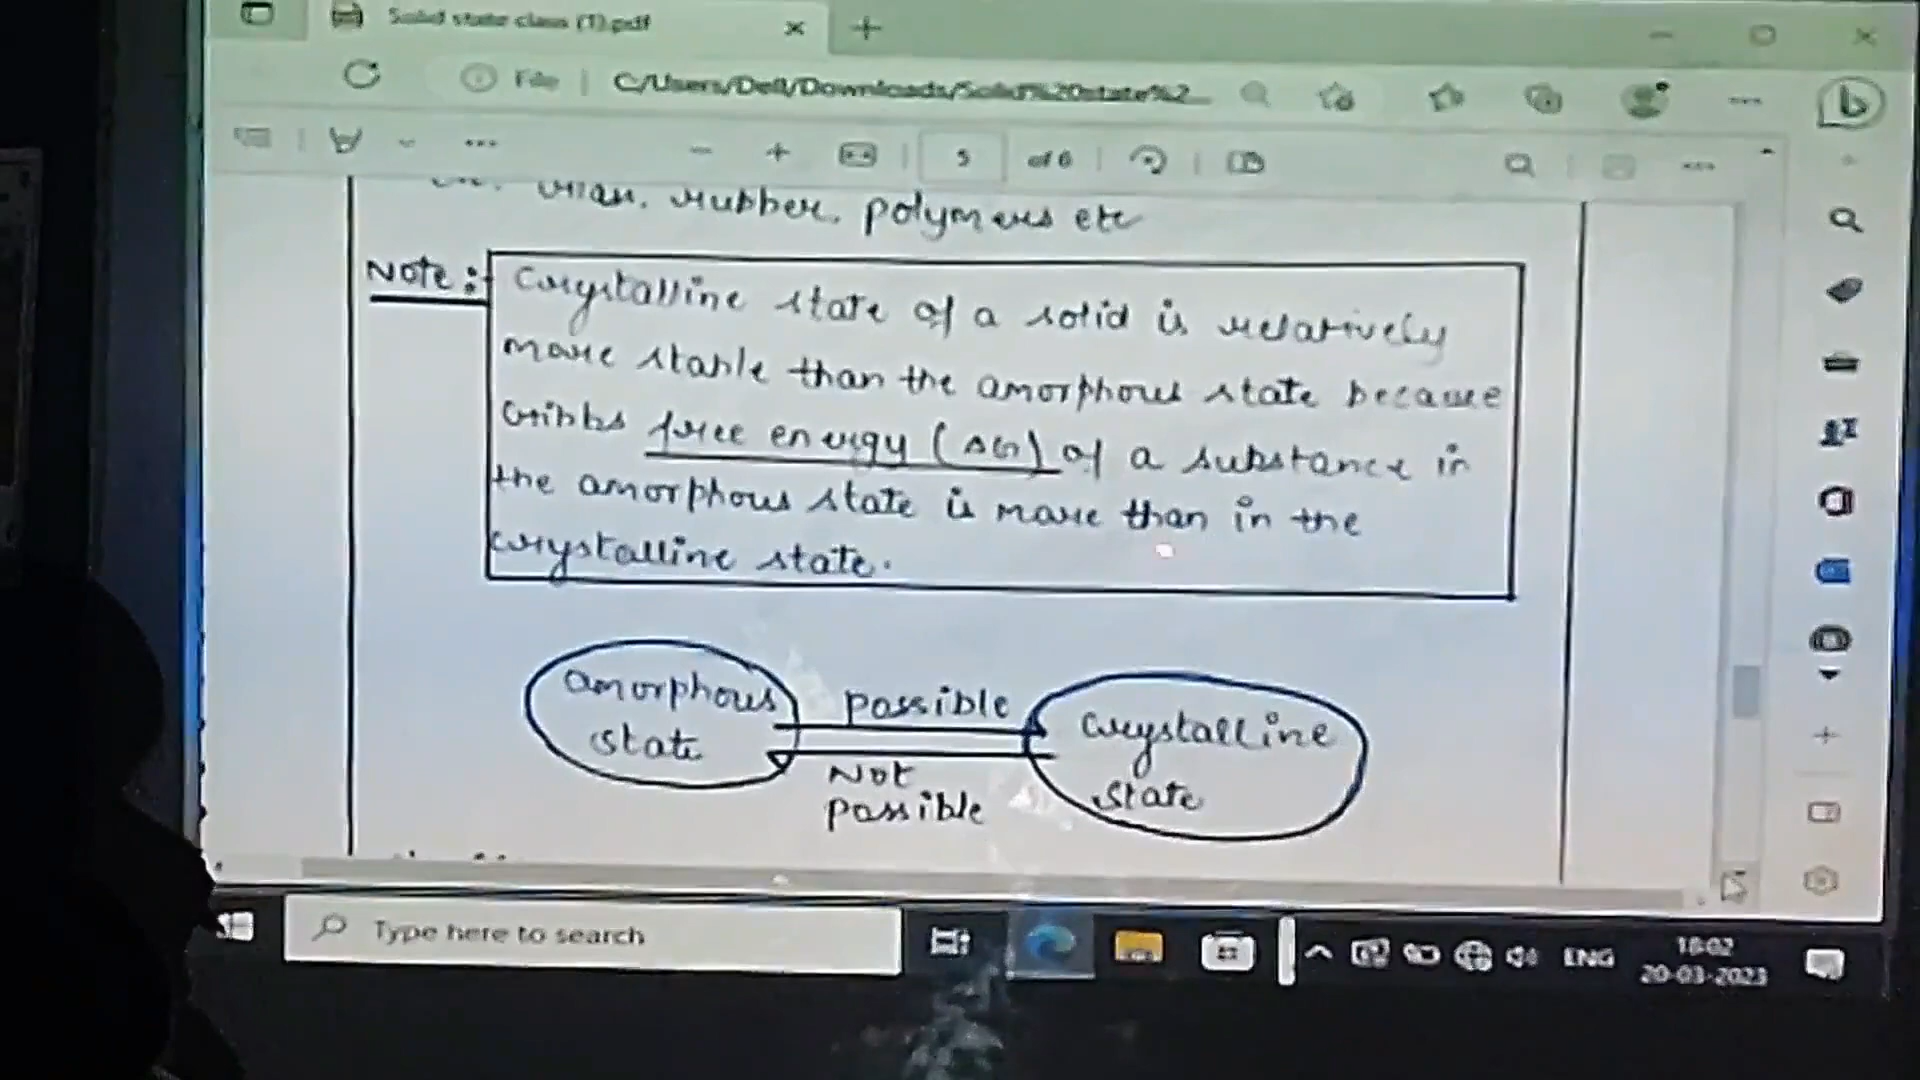 Solid state class (1).pdf
File | C:/Users/Dell/Downloads/Solid%20state%2...
5 of 6
rubber, polymers etc
Note :- Crystalline state of a solid is relatively
more stable than the amorphous state because
Gibbs free energy (ΔG) of a substance in
the amorphous state is more than in the
crystalline state.
amorphous state
possible
Not possible
Crystalline state
Type here to search
ENG
18:02
20-03-2023